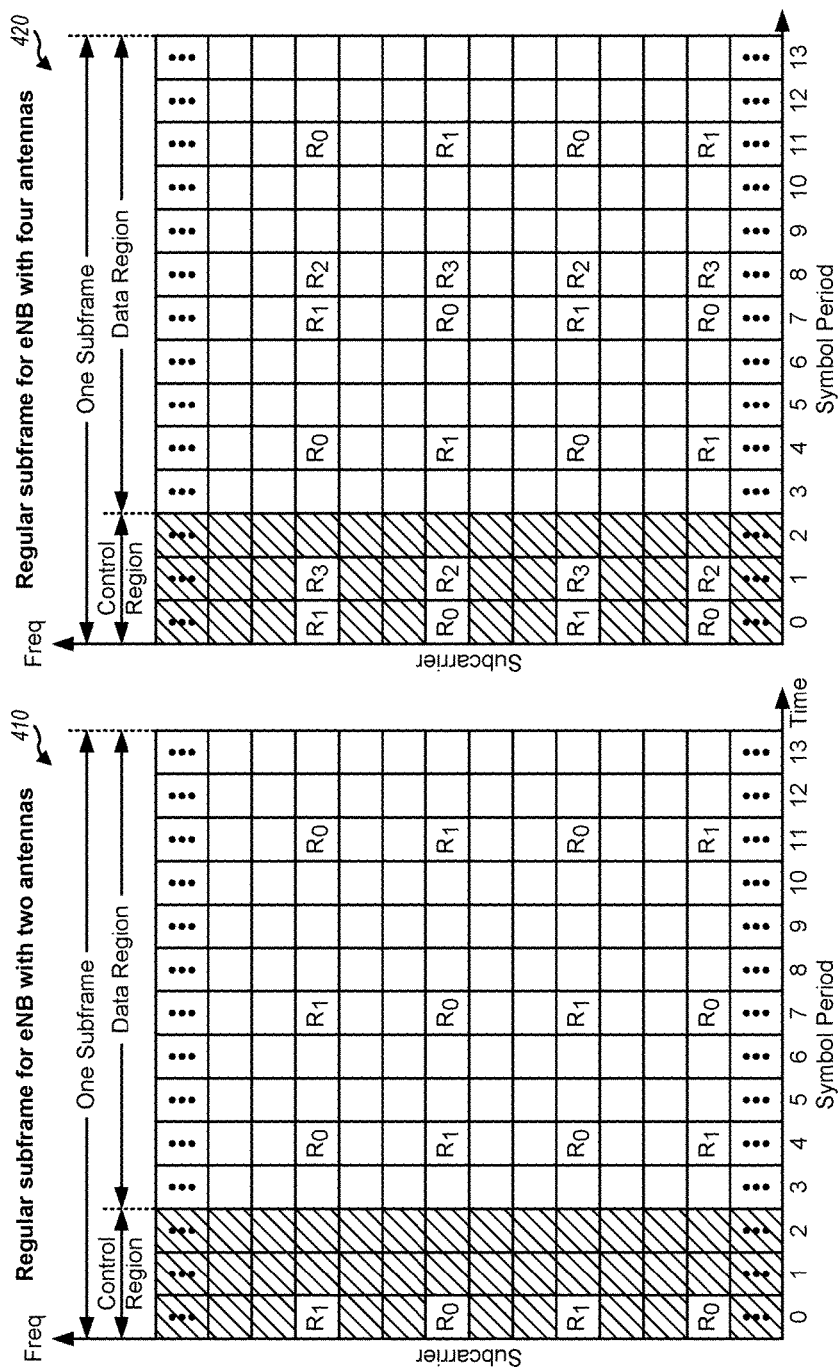 Regular subframe for eNB with two antennas
410
One Subframe
Control Region
Data Region
Freq
Subcarrier
••• ••• ••• ••• ••• ••• ••• ••• ••• ••• ••• ••• ••• •••
R1 R0 R1 R0
R0 R1 R0 R1
R1 R0 R1 R0
R0 R1 R0 R1
••• ••• ••• ••• ••• ••• ••• ••• ••• ••• ••• ••• ••• •••
0 1 2 3 4 5 6 7 8 9 10 11 12 13
Symbol Period
Time
Regular subframe for eNB with four antennas
420
One Subframe
Control Region
Data Region
Freq
Subcarrier
••• ••• ••• ••• ••• ••• ••• ••• ••• ••• ••• ••• ••• •••
R1 R3 R0 R1 R2 R0
R0 R2 R1 R0 R3 R1
R1 R3 R0 R1 R2 R0
R0 R2 R1 R0 R3 R1
••• ••• ••• ••• ••• ••• ••• ••• ••• ••• ••• ••• ••• •••
0 1 2 3 4 5 6 7 8 9 10 11 12 13
Symbol Period